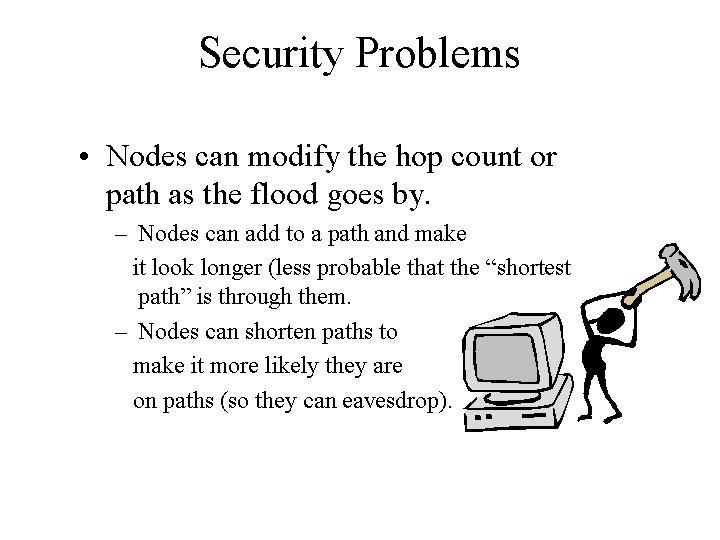 Security Problems
• Nodes can modify the hop count or
path as the flood goes by.
– Nodes can add to a path and make
it look longer (less probable that the “shortest
path” is through them.
– Nodes can shorten paths to
make it more likely they are
on paths (so they can eavesdrop).